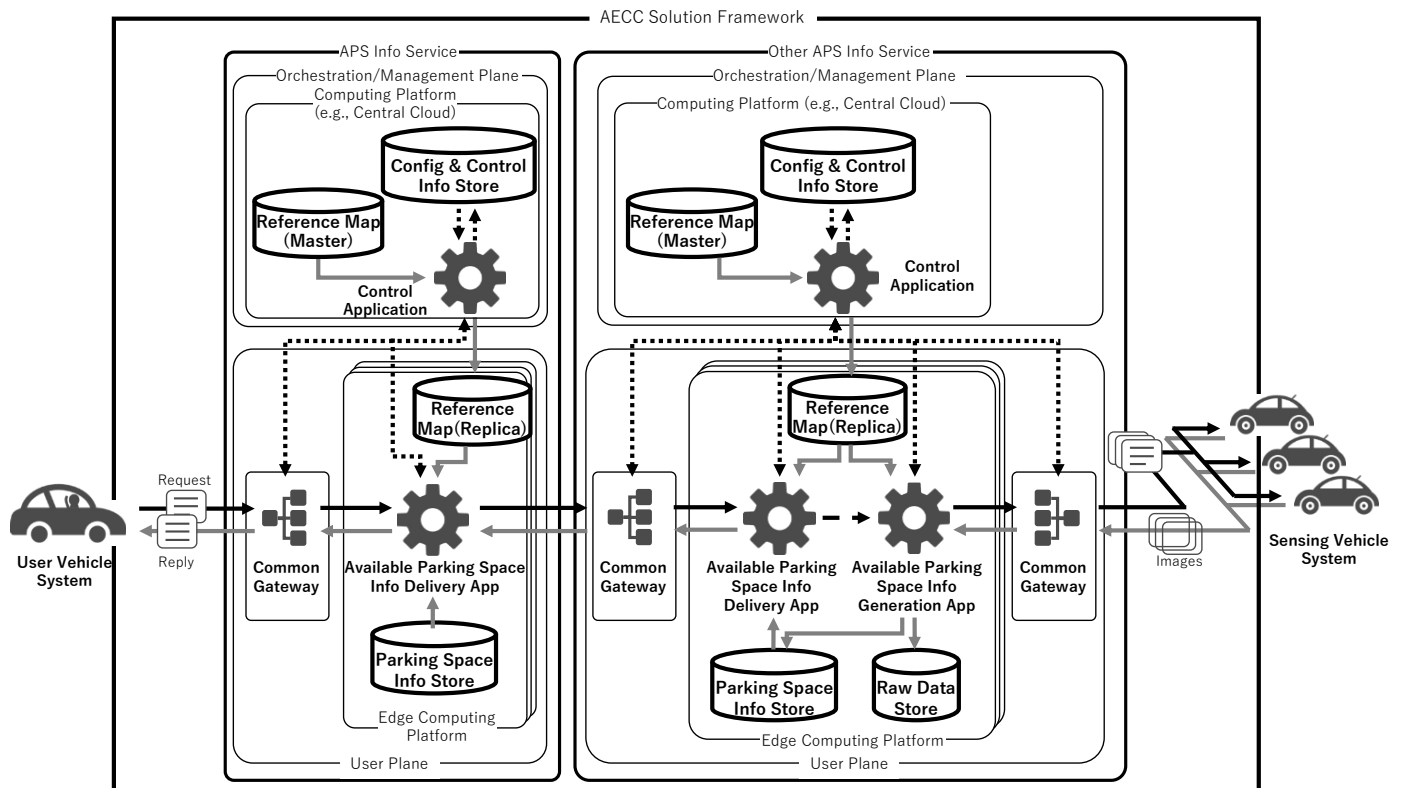 AECC Solution Framework
APS Info Service
Orchestration/Management Plane
Computing Platform
(e.g., Central Cloud)
Config & Control
Info Store
Reference Map
(Master)
Control
Application
Reference
Map(Replica)
Request
Reply
User Vehicle
System
Common
Gateway
Available Parking Space
Info Delivery App
Parking Space
Info Store
Edge Computing
Platform
User Plane
Other APS Info Service
Orchestration/Management Plane
Computing Platform (e.g., Central Cloud)
Config & Control
Info Store
Reference Map
(Master)
Control
Application
Reference
Map(Replica)
Common
Gateway
Available Parking
Space Info
Delivery App
Available Parking
Space Info
Generation App
Common
Gateway
Parking Space
Info Store
Raw Data
Store
Edge Computing Platform
User Plane
Images
Sensing Vehicle
System